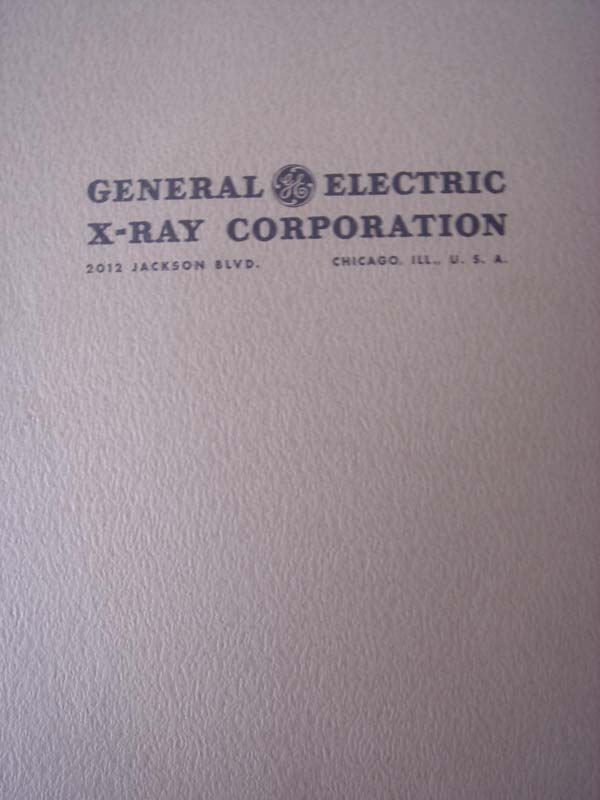 GENERAL GE ELECTRIC
X-RAY CORPORATION
2012 JACKSON BLVD. CHICAGO, ILL., U. S. A.